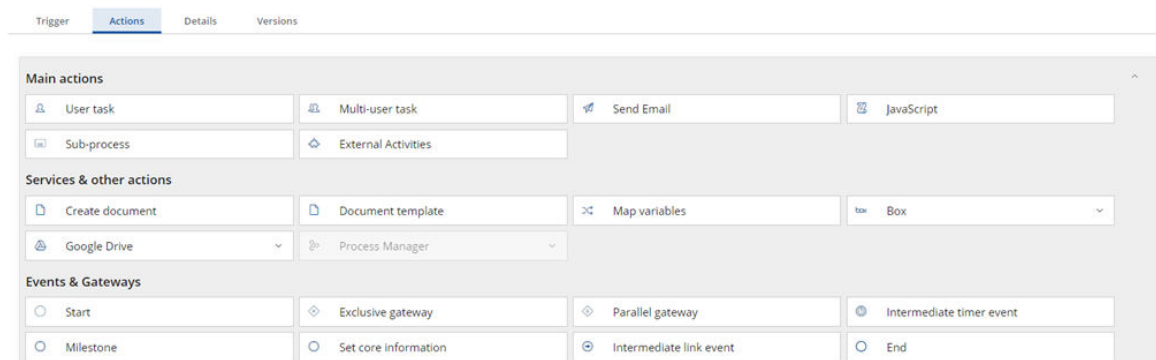 Trigger Actions Details Versions
Main actions
User task Multi-user task Send Email JavaScript
Sub-process External Activities
Services & other actions
Create document Document template Map variables box Box
Google Drive Process Manager
Events & Gateways
Start Exclusive gateway Parallel gateway Intermediate timer event
Milestone Set core information Intermediate link event End